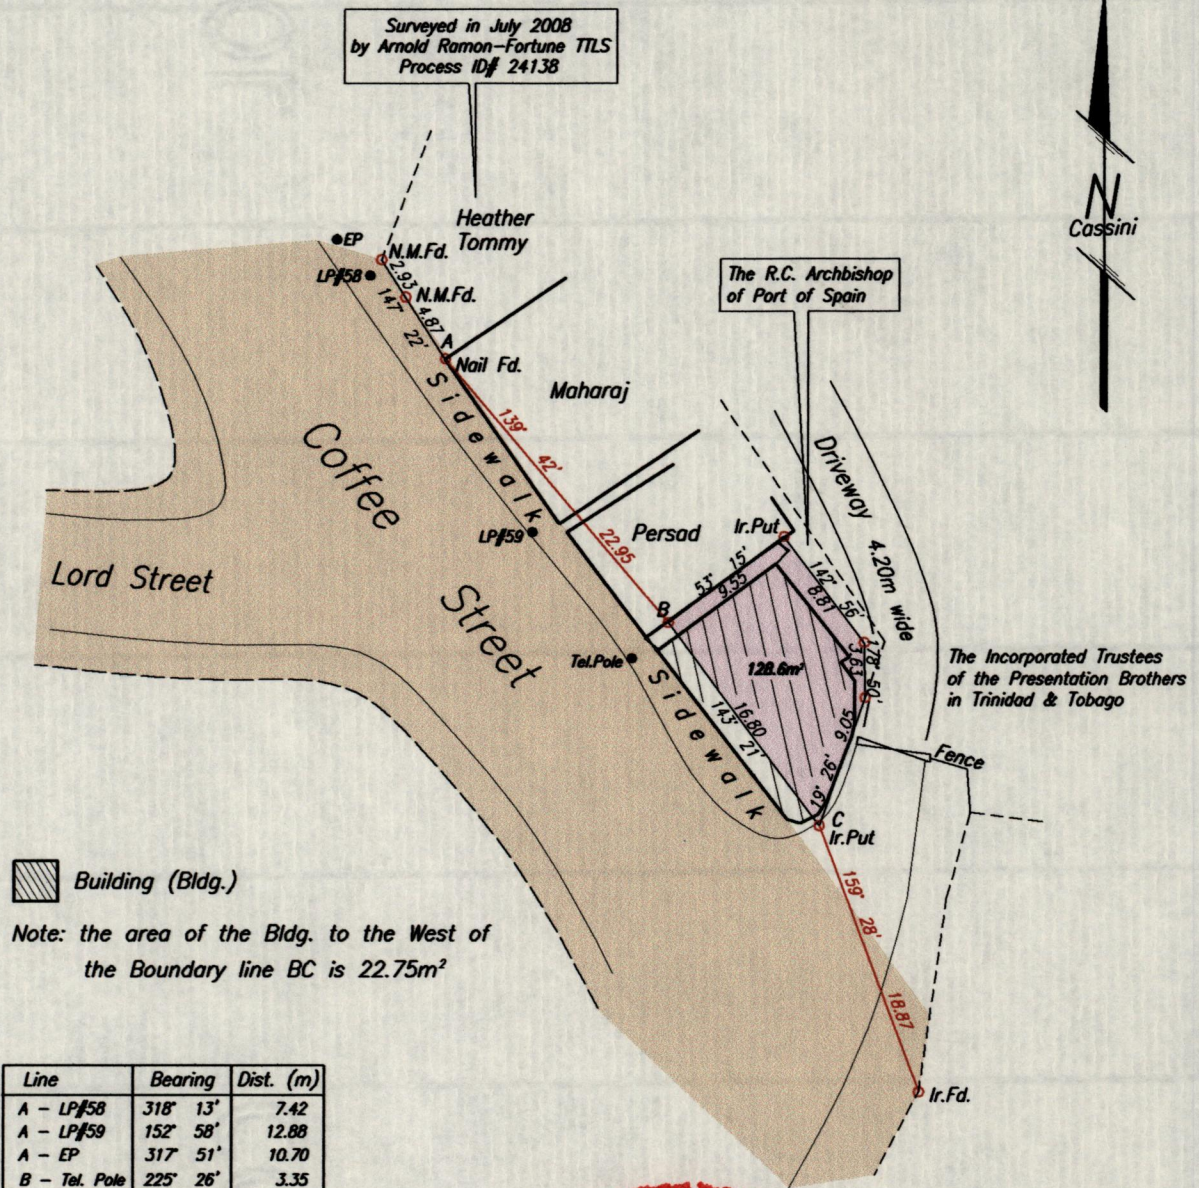 Surveyed in July 2008
by Arnold Ramon-Fortune TTLS
Process ID# 24138
N
Cassini
Heather
Tommy
EP
N.M.Fd.
LP#58
2.93
N.M.Fd.
147° 22'
4.87
A
Nail Fd.
The R.C. Archbishop
of Port of Spain
Maharaj
Sidewalk
139° 42'
22.95
Coffee
Street
Driveway
4.20m wide
LP#59
Persad
Ir.Put
Lord Street
53° 15'
9.55
142° 56'
8.81
B
Tel.Pole
128.6m²
178° 50'
3.63
The Incorporated Trustees
of the Presentation Brothers
in Trinidad & Tobago
Sidewalk
16.80
143° 21'
9.05
19° 26'
Fence
C
Ir.Put
159° 28'
18.87
Ir.Fd.
Building (Bldg.)
Note: the area of the Bldg. to the West of
the Boundary line BC is 22.75m²
Line Bearing Dist. (m)
A - LP#58 318° 13' 7.42
A - LP#59 152° 58' 12.88
A - EP 317° 51' 10.70
B - Tel. Pole 225° 26' 3.35